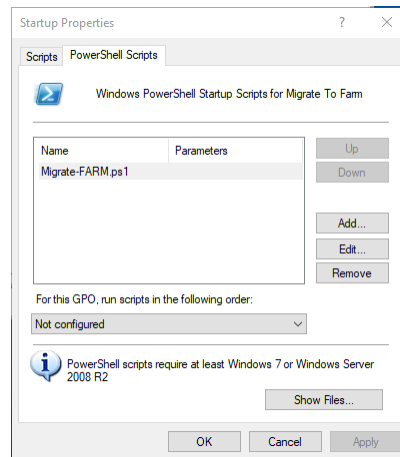 Startup Properties
Scripts
PowerShell Scripts
Windows PowerShell Startup Scripts for Migrate To Farm
Name
Parameters
Up
Migrate-FARM.ps1
Down
Add...
Edit...
Remove
For this GPO, run scripts in the following order:
Not configured
PowerShell scripts require at least Windows 7 or Windows Server
2008 R2
Show Files...
OK
Cancel
Apply